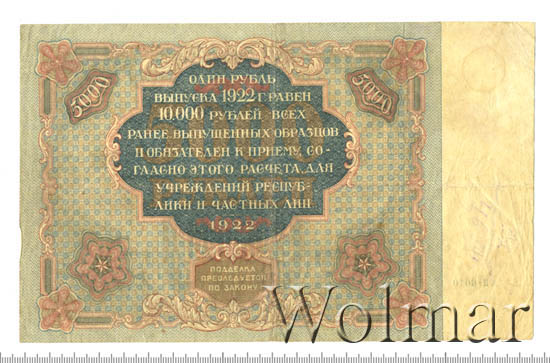 5000 5000
ОДИН РУБЛЬ
ВЫПУСКА 1922 Г. РАВЕН
10.000 РУБЛЕЙ ВСЕХ
РАНЕЕ ВЫПУЩЕННЫХ ОБРАЗЦОВ
И ОБЯЗАТЕЛЕН К ПРИЕМУ, СО-
ГЛАСНО ЭТОГО РАСЧЕТА, ДЛЯ
УЧРЕЖДЕНИЙ РЕСПУБ-
ЛИКИ И ЧАСТНЫХ ЛИЦ
1922
ПОДДЕЛКА
ПРЕСЛЕДУЕТСЯ
ПО ЗАКОНУ
Wolmar